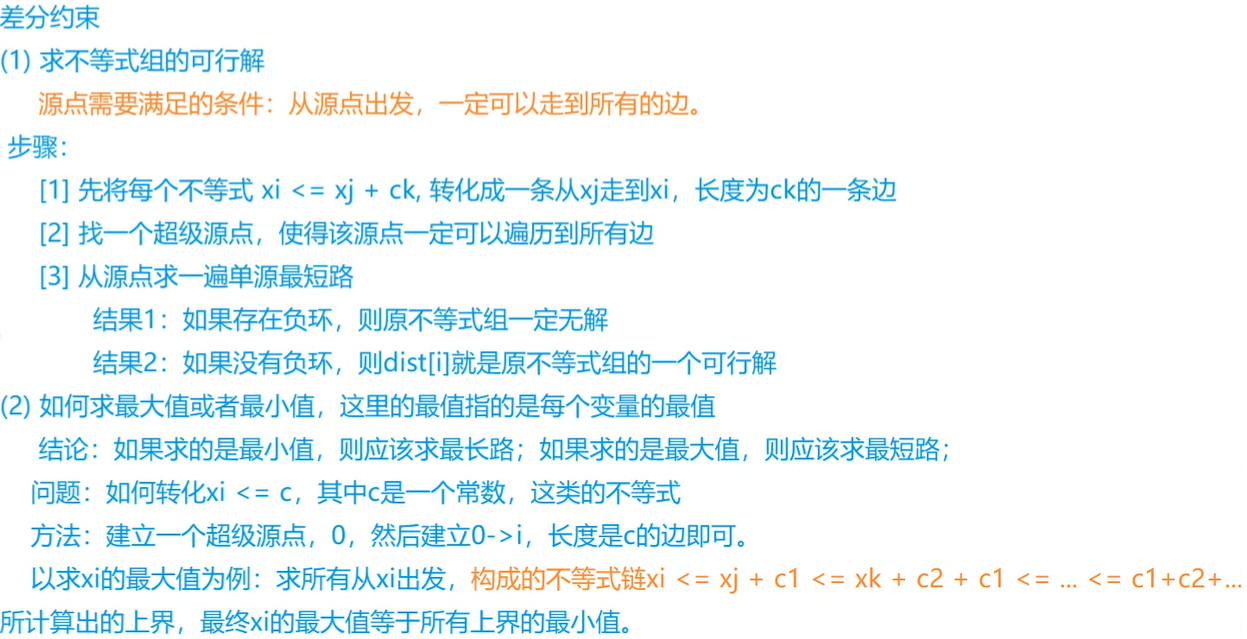 差分约束
(1) 求不等式组的可行解
源点需要满足的条件：从源点出发，一定可以走到所有的边。
步骤：
[1] 先将每个不等式 xi <= xj + ck, 转化成一条从xj走到xi，长度为ck的一条边
[2] 找一个超级源点，使得该源点一定可以遍历到所有边
[3] 从源点求一遍单源最短路
结果1：如果存在负环，则原不等式组一定无解
结果2：如果没有负环，则dist[i]就是原不等式组的一个可行解
(2) 如何求最大值或者最小值，这里的最值指的是每个变量的最值
结论：如果求的是最小值，则应该求最长路；如果求的是最大值，则应该求最短路；
问题：如何转化xi <= c，其中c是一个常数，这类的不等式
方法：建立一个超级源点，0，然后建立0->i，长度是c的边即可。
以求xi的最大值为例：求所有从xi出发，构成的不等式链xi <= xj + c1 <= xk + c2 + c1 <= ... <= c1+c2+...
所计算出的上界，最终xi的最大值等于所有上界的最小值。